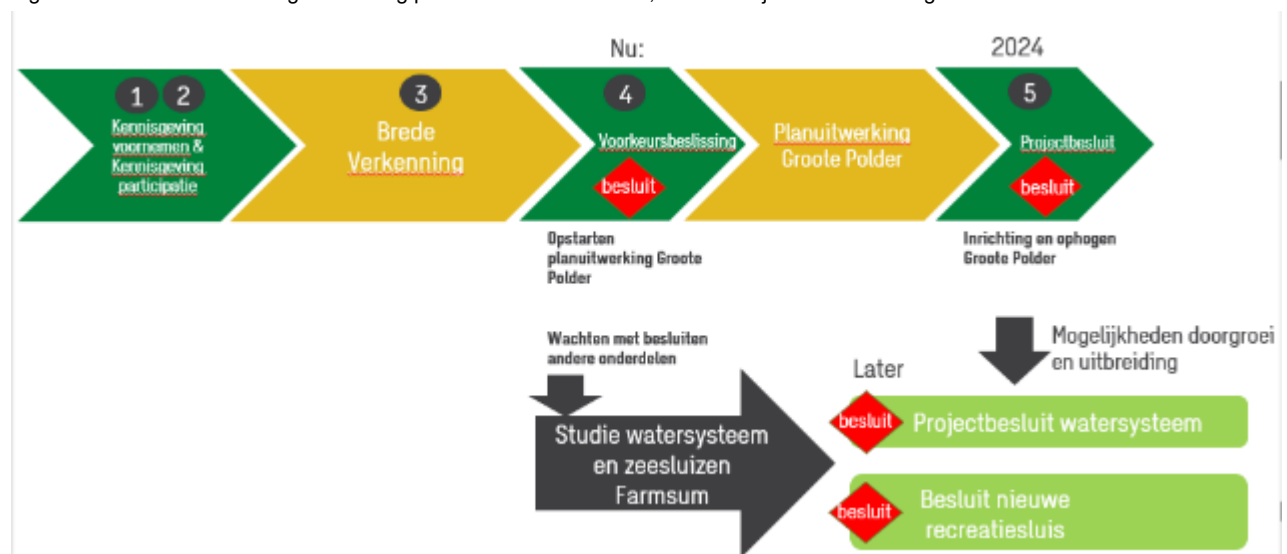 Nu:
2024
1 2
Kennisgeving
voornemen &
Kennisgeving
participatie
3
Brede
Verkenning
4
Voorkeursbeslissing
besluit
Planuitwerking
Groote Polder
5
Projectbesluit
besluit
Opstarten
planuitwerking Groote
Polder
Inrichting en ophogen
Groote Polder
Wachten met besluiten
andere onderdelen
Mogelijkheden doorgroei
en uitbreiding
Studie watersysteem
en zeesluizen
Farmsum
Later
besluit
Projectbesluit watersysteem
besluit
Besluit nieuwe
recreatiesluis